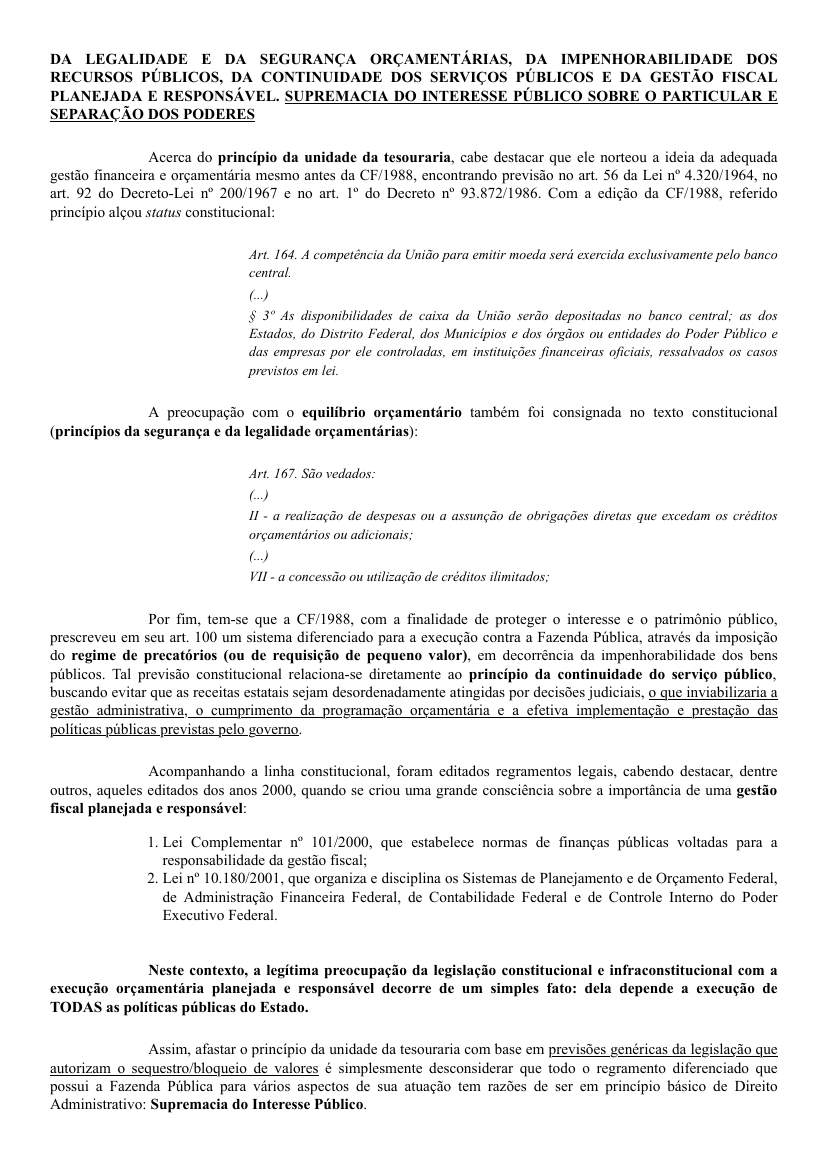 DA LEGALIDADE E DA SEGURANÇA ORÇAMENTÁRIAS, DA IMPENHORABILIDADE DOS
RECURSOS PÚBLICOS, DA CONTINUIDADE DOS SERVIÇOS PÚBLICOS E DA GESTÃO FISCAL
PLANEJADA E RESPONSÁVEL. SUPREMACIA DO INTERESSE PÚBLICO SOBRE O PARTICULAR E
SEPARAÇÃO DOS PODERES
Acerca do princípio da unidade da tesouraria, cabe destacar que ele norteou a ideia da adequada
gestão financeira e orçamentária mesmo antes da CF/1988, encontrando previsão no art. 56 da Lei nº 4.320/1964, no
art. 92 do Decreto-Lei nº 200/1967 e no art. 1º do Decreto nº 93.872/1986. Com a edição da CF/1988, referido
princípio alçou status constitucional:
Art. 164. A competência da União para emitir moeda será exercida exclusivamente pelo banco
central.
(...)
§ 3º As disponibilidades de caixa da União serão depositadas no banco central; as dos
Estados, do Distrito Federal, dos Municípios e dos órgãos ou entidades do Poder Público e
das empresas por ele controladas, em instituições financeiras oficiais, ressalvados os casos
previstos em lei.
A preocupação com o equilíbrio orçamentário também foi consignada no texto constitucional
(princípios da segurança e da legalidade orçamentárias):
Art. 167. São vedados:
(...)
II - a realização de despesas ou a assunção de obrigações diretas que excedam os créditos
orçamentários ou adicionais;
(...)
VII - a concessão ou utilização de créditos ilimitados;
Por fim, tem-se que a CF/1988, com a finalidade de proteger o interesse e o patrimônio público,
prescreveu em seu art. 100 um sistema diferenciado para a execução contra a Fazenda Pública, através da imposição
do regime de precatórios (ou de requisição de pequeno valor), em decorrência da impenhorabilidade dos bens
públicos. Tal previsão constitucional relaciona-se diretamente ao princípio da continuidade do serviço público,
buscando evitar que as receitas estatais sejam desordenadamente atingidas por decisões judiciais, o que inviabilizaria a
gestão administrativa, o cumprimento da programação orçamentária e a efetiva implementação e prestação das
políticas públicas previstas pelo governo.
Acompanhando a linha constitucional, foram editados regramentos legais, cabendo destacar, dentre
outros, aqueles editados dos anos 2000, quando se criou uma grande consciência sobre a importância de uma gestão
fiscal planejada e responsável:
1. Lei Complementar nº 101/2000, que estabelece normas de finanças públicas voltadas para a
responsabilidade da gestão fiscal;
2. Lei nº 10.180/2001, que organiza e disciplina os Sistemas de Planejamento e de Orçamento Federal,
de Administração Financeira Federal, de Contabilidade Federal e de Controle Interno do Poder
Executivo Federal.
Neste contexto, a legítima preocupação da legislação constitucional e infraconstitucional com a
execução orçamentária planejada e responsável decorre de um simples fato: dela depende a execução de
TODAS as políticas públicas do Estado.
Assim, afastar o princípio da unidade da tesouraria com base em previsões genéricas da legislação que
autorizam o sequestro/bloqueio de valores é simplesmente desconsiderar que todo o regramento diferenciado que
possui a Fazenda Pública para vários aspectos de sua atuação tem razões de ser em princípio básico de Direito
Administrativo: Supremacia do Interesse Público.